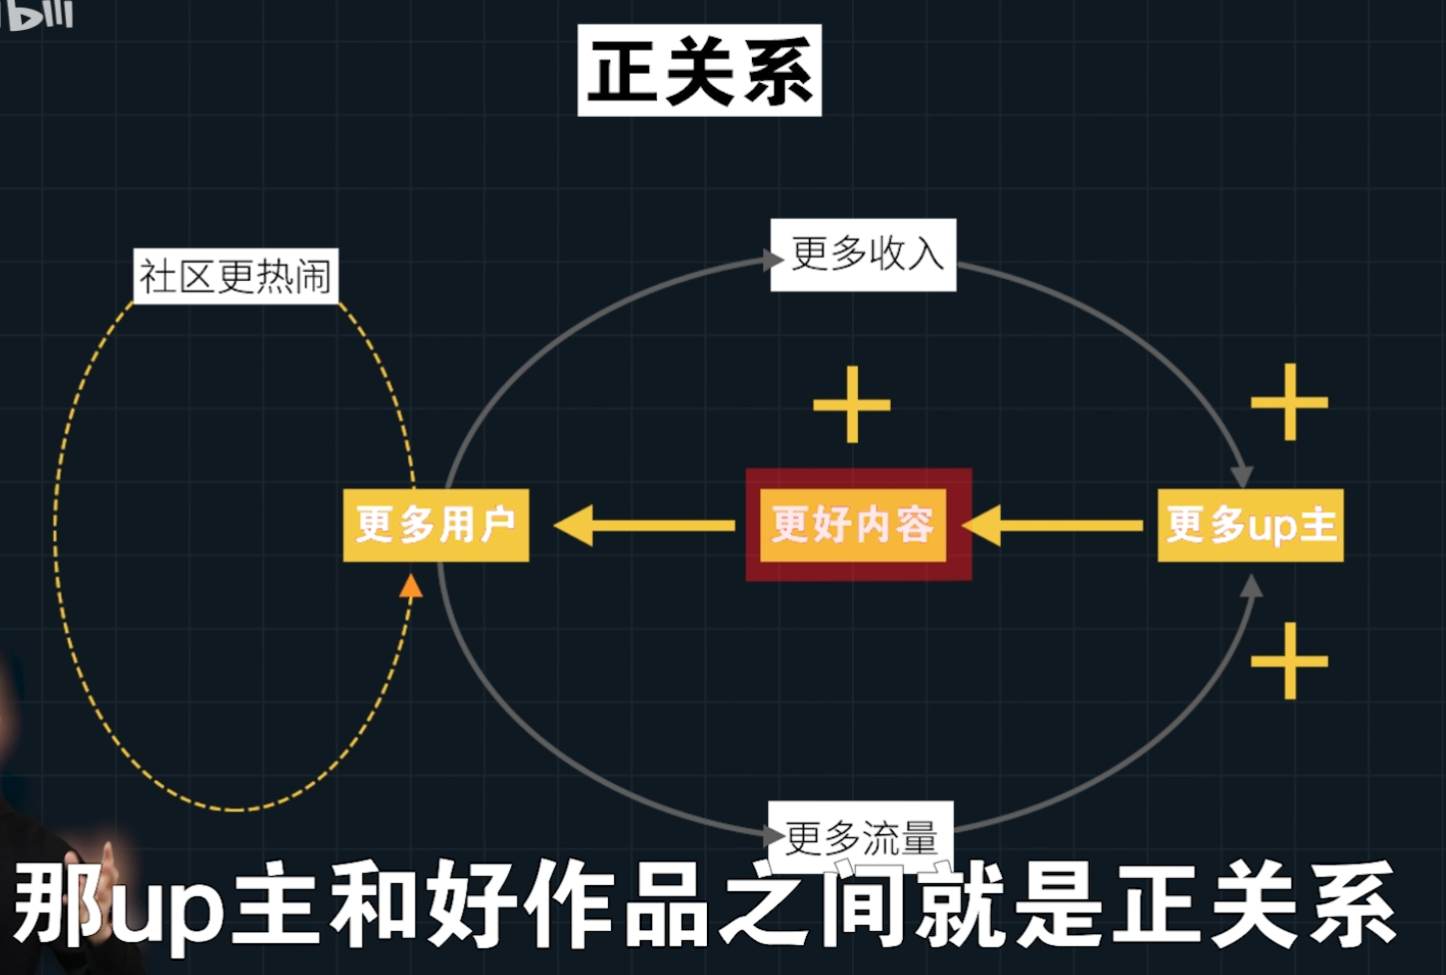 bili
正关系
社区更热闹
更多收入
更多用户
更好内容
更多up主
更多流量
那up主和好作品之间就是正关系